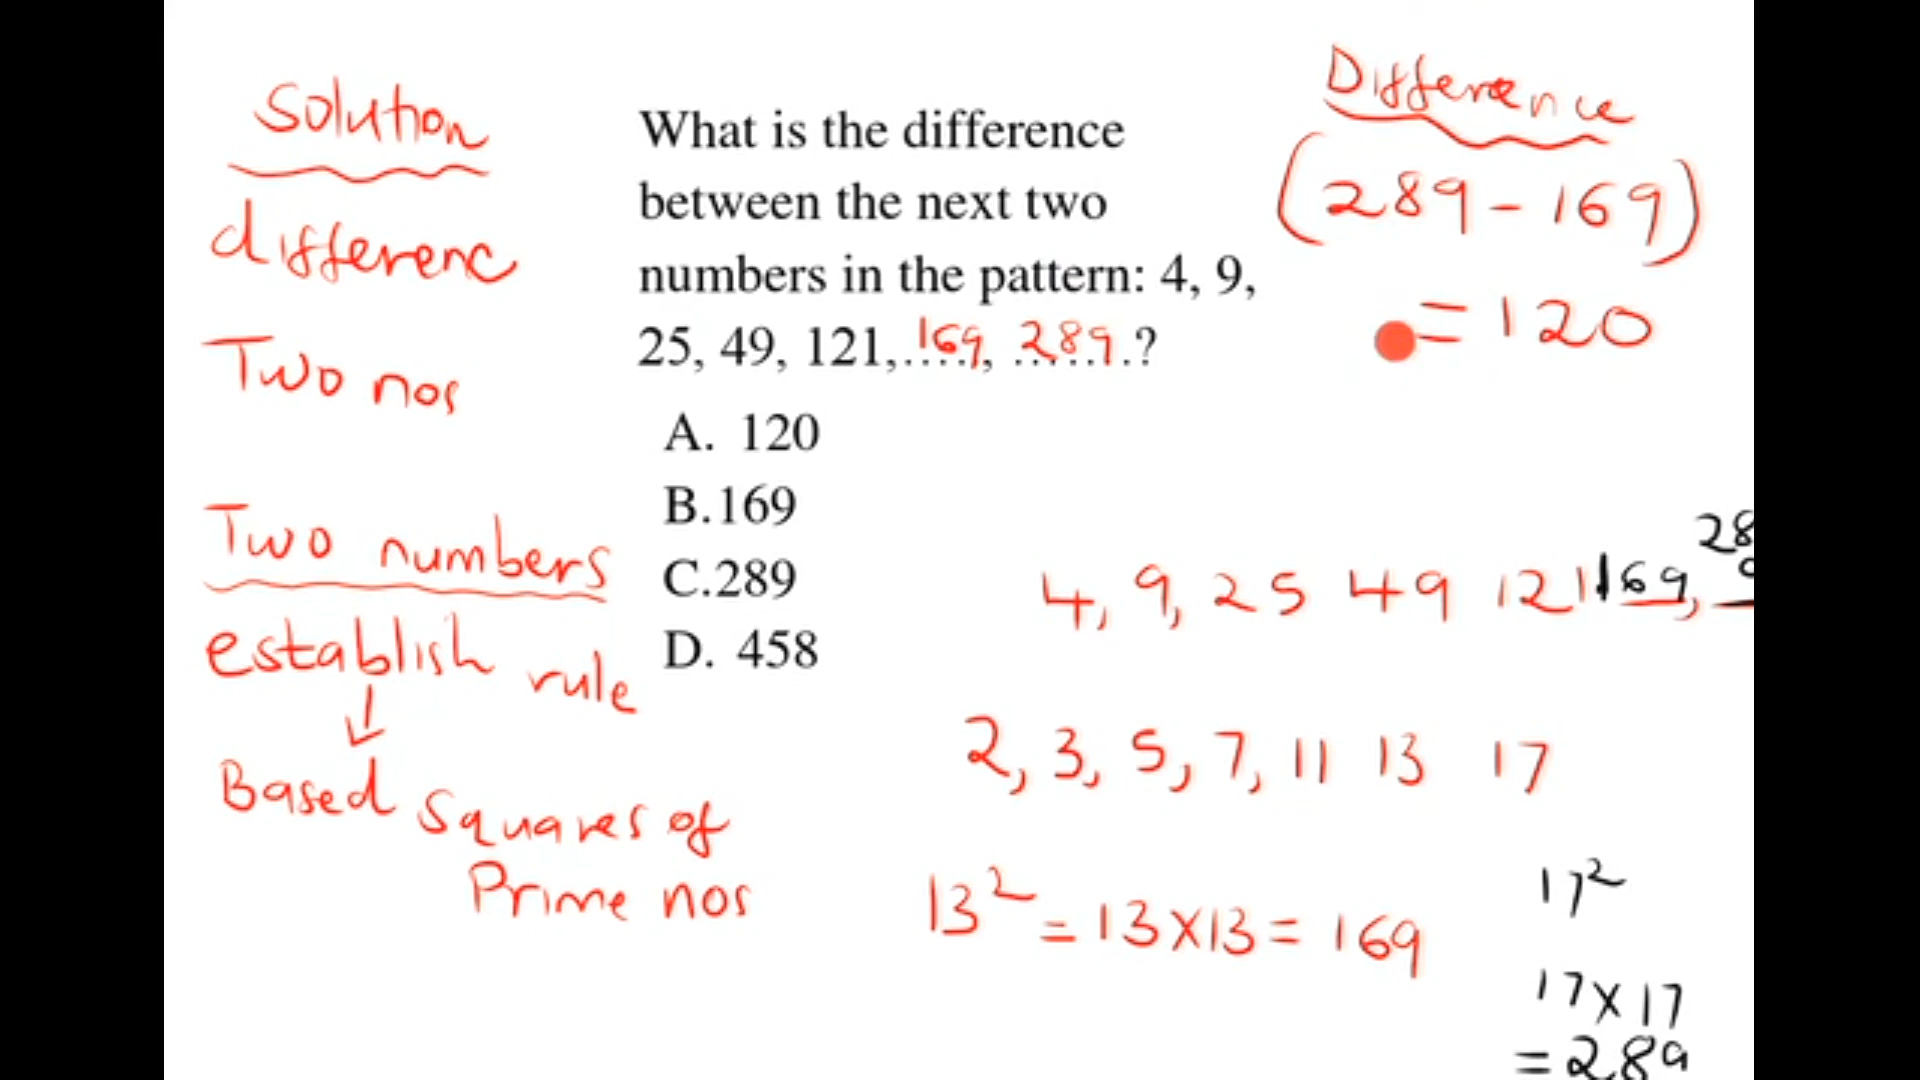 Solution
differenc
Two nos
Two numbers
establish rule
Based Squares of
Prime nos
What is the difference
between the next two
numbers in the pattern: 4, 9,
25, 49, 121,.169, 289.?
A. 120
B.169
C.289
D. 458
Difference
(289-169)
= 120
4, 9, 25 49 121 169, 28
2, 3, 5, 7, 11 13 17
13² = 13×13 = 169
17²
17×17
= 289